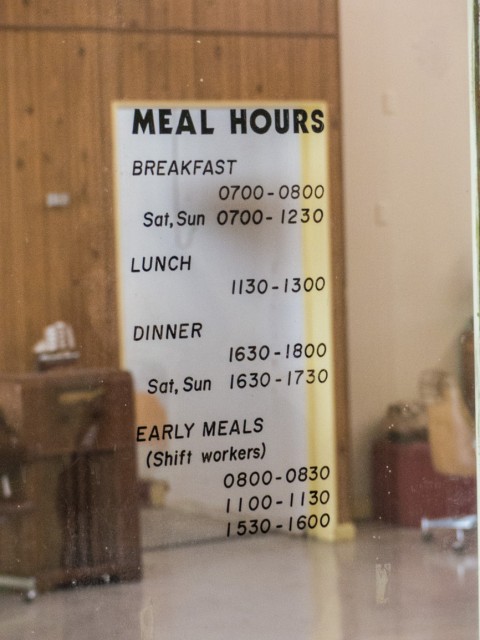 MEAL HOURS
BREAKFAST
0700-0800
Sat, Sun 0700-1230
LUNCH
1130-1300
DINNER
1630-1800
Sat, Sun 1630-1730
EARLY MEALS
(Shift workers)
0800-0830
1100-1130
1530-1600